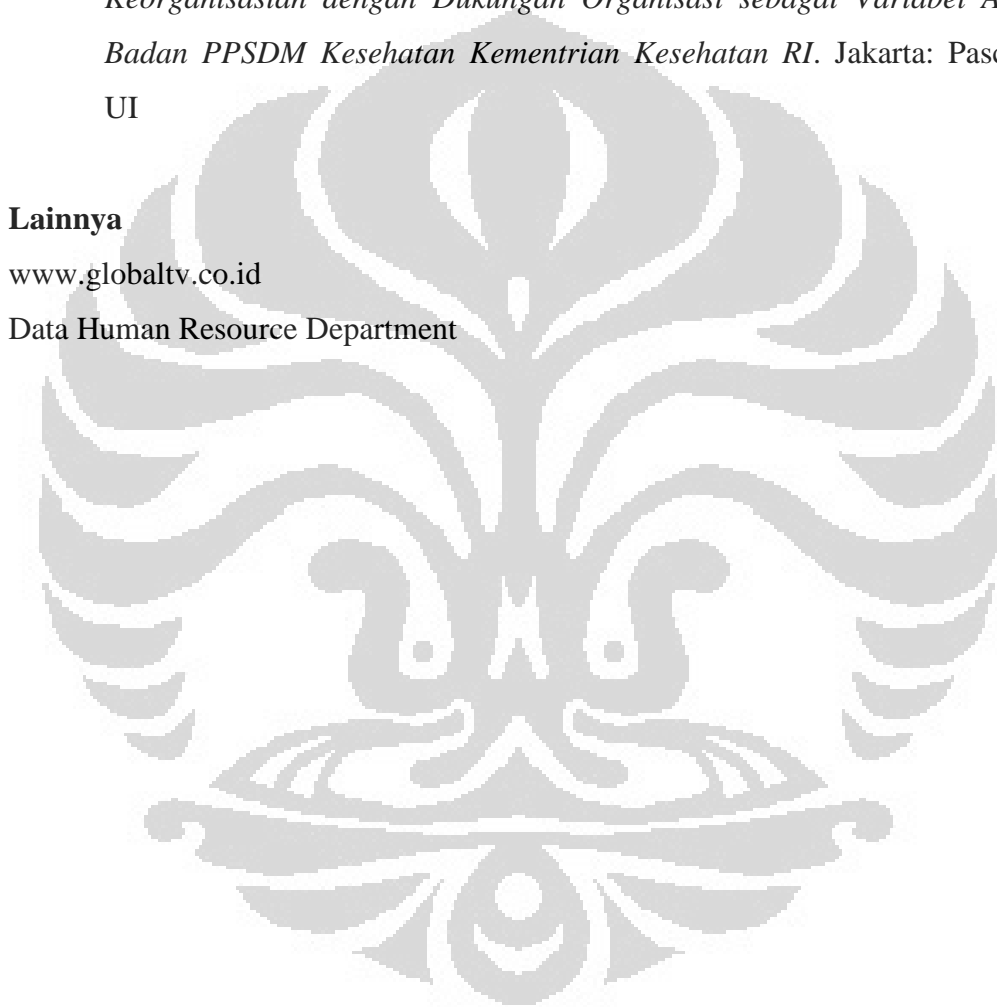 Keorganisasian dengan Dukungan Organisasi sebagai Variabel
Badan PPSDM Kesehatan Kementrian Kesehatan RI. Jakarta:
UI
Lainnya
www.globaltv.co.id
Data Human Resource Department